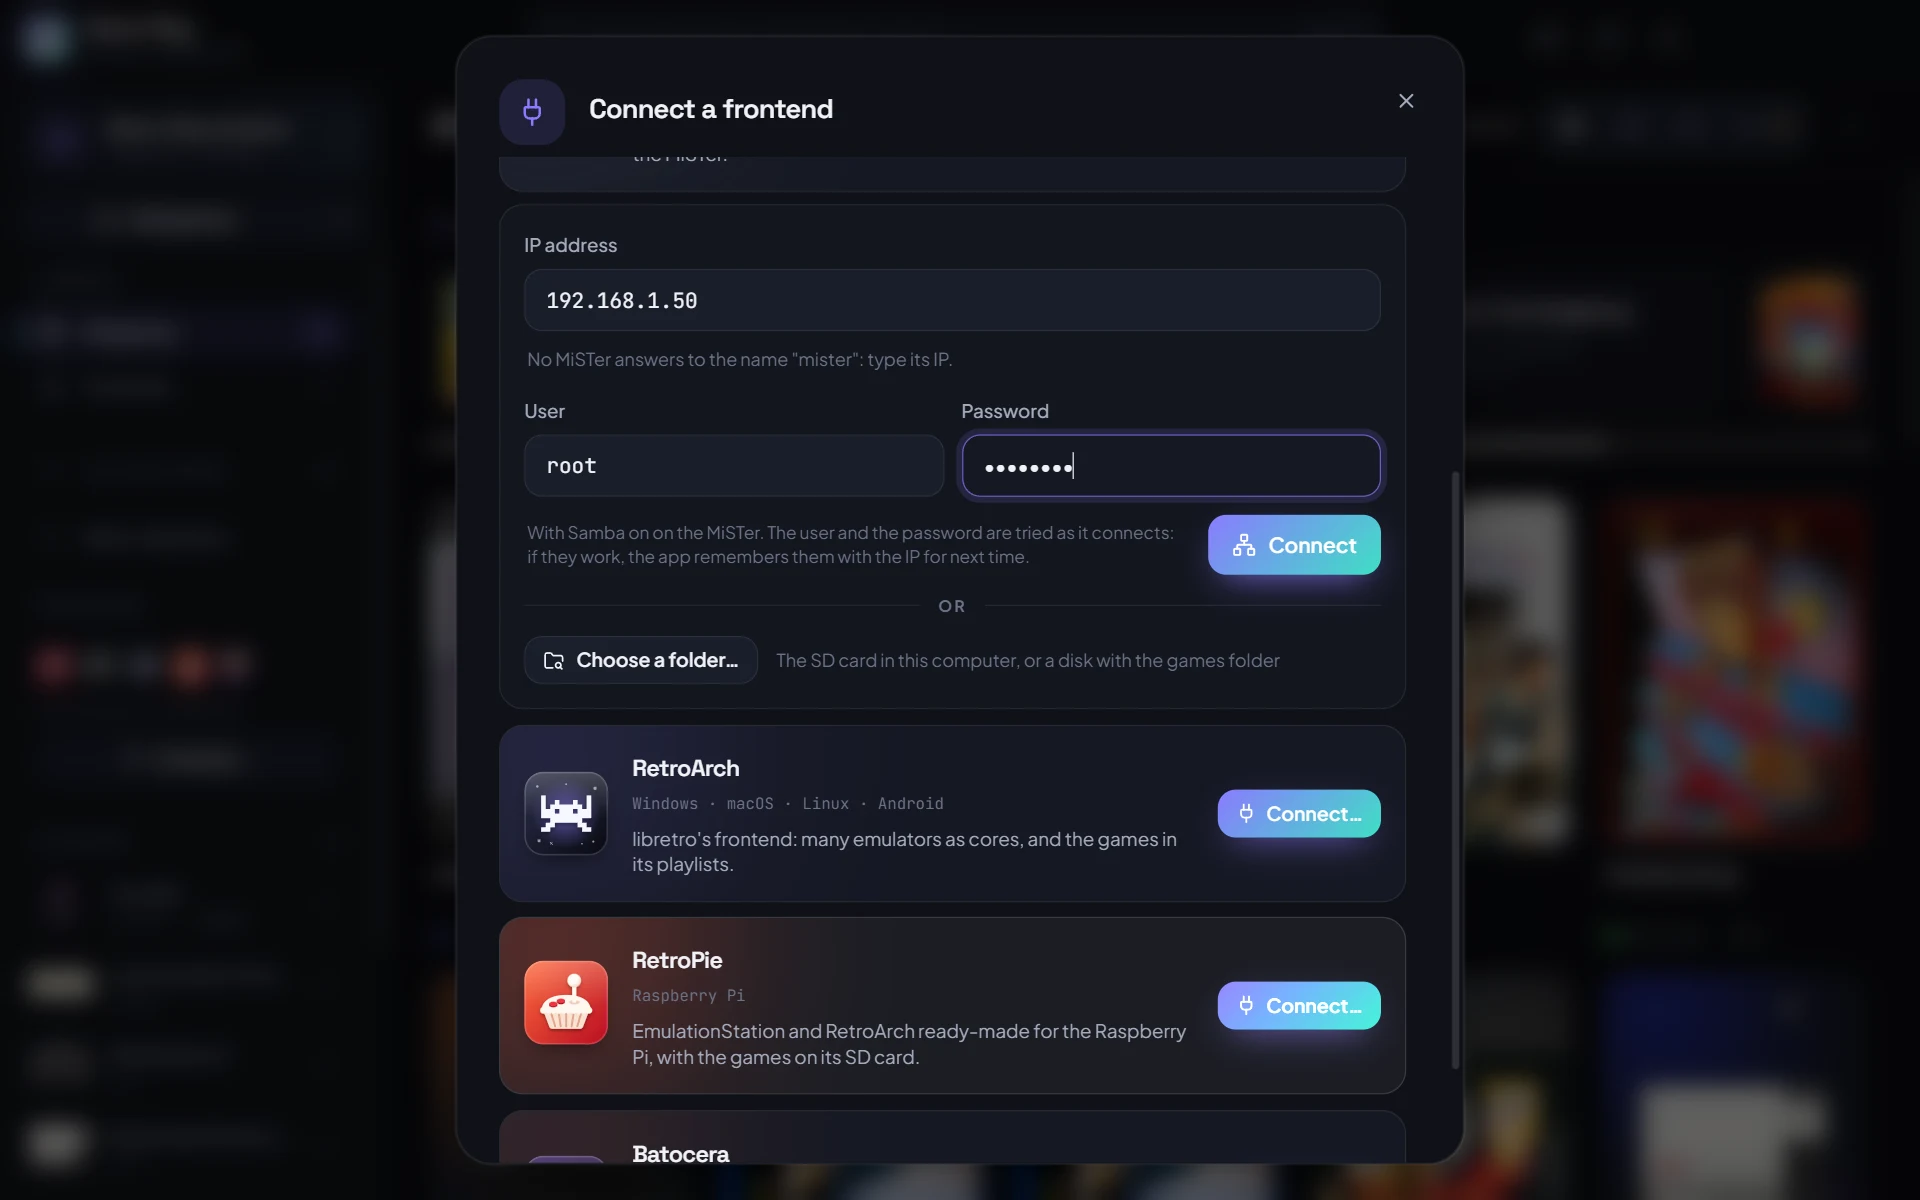 Connect a frontend
the MiSTer.
IP address
192.168.1.50
No MiSTer answers to the name "mister": type its IP.
User
Password
root
••••••••
With Samba on on the MiSTer. The user and the password are tried as it connects:
if they work, the app remembers them with the IP for next time.
Connect
OR
Choose a folder…
The SD card in this computer, or a disk with the games folder
RetroArch
Windows · macOS · Linux · Android
libretro's frontend: many emulators as cores, and the games in
its playlists.
Connect…
RetroPie
Raspberry Pi
EmulationStation and RetroArch ready-made for the Raspberry
Pi, with the games on its SD card.
Connect…
Batocera